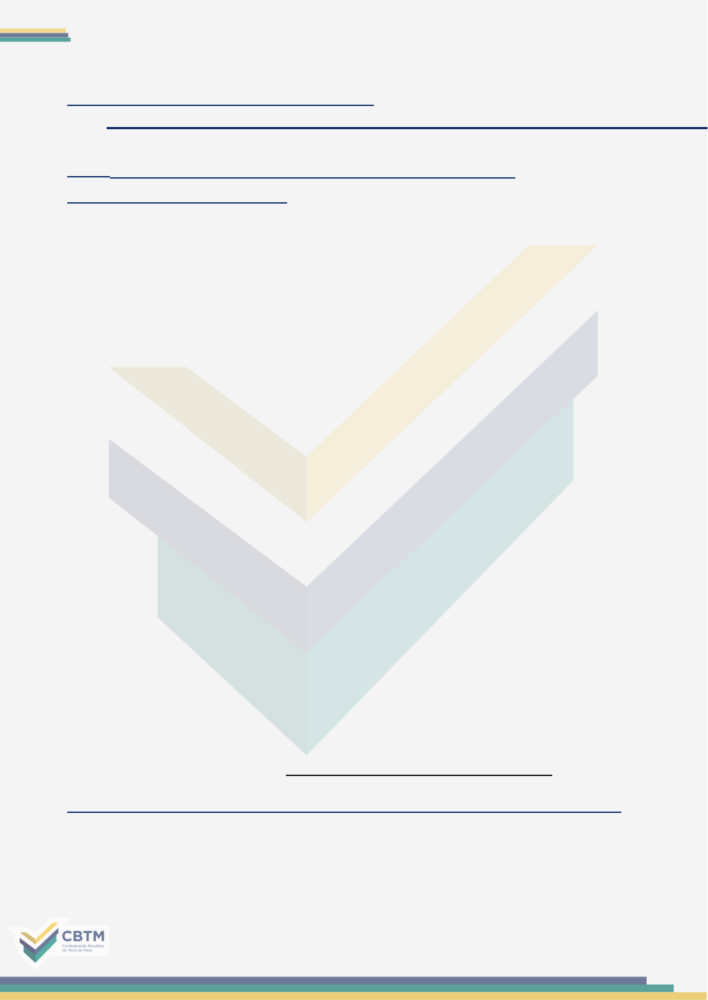 CBTM
Confederação Brasileira
de Tênis de Mesa